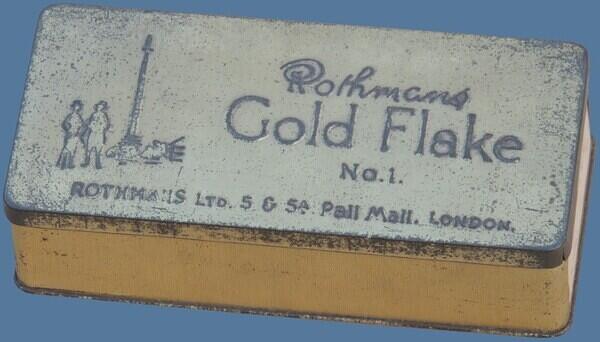 Rothmans
Gold Flake
No.1.
ROTHMANS LTD. 5 & 5A Pall Mall. LONDON.